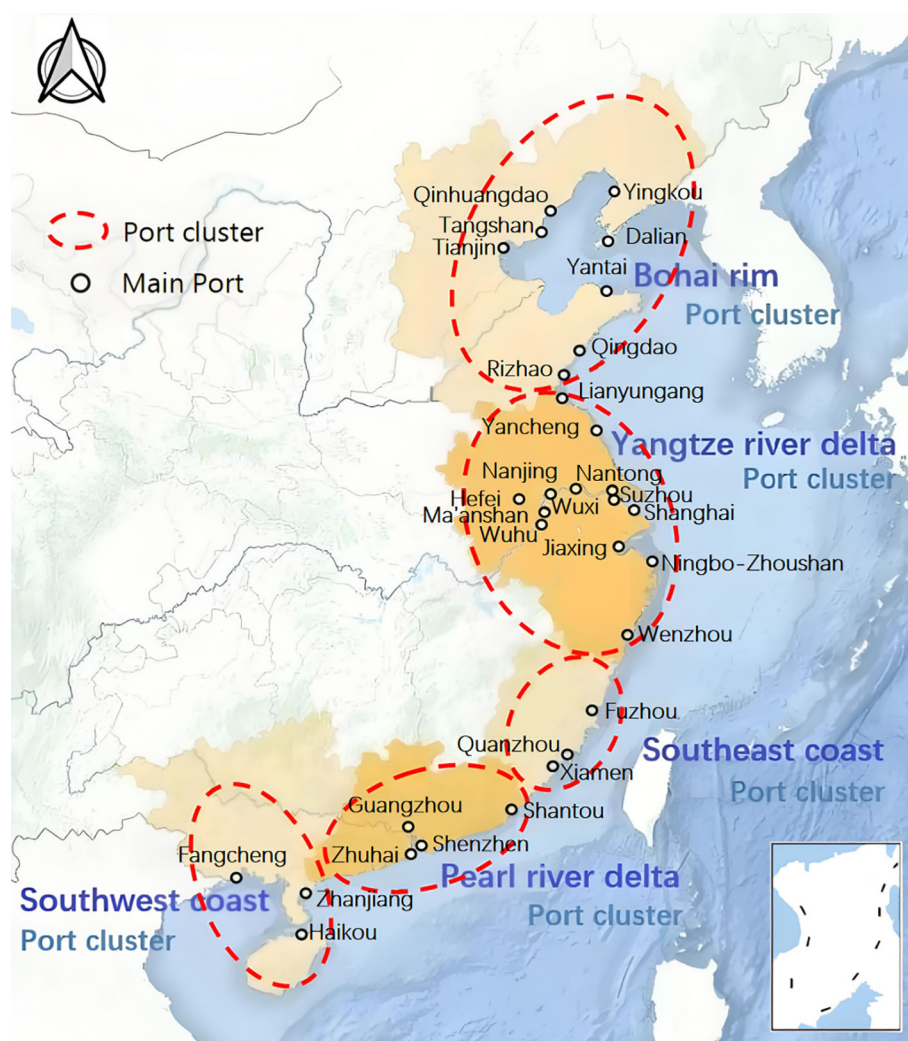 Port cluster
Main Port
Qinhuangdao
Yingkou
Tangshan
Tianjin
Dalian
Yantai
Bohai rim
Port cluster
Qingdao
Rizhao
Lianyungang
Yancheng
Yangtze river delta
Port cluster
Nanjing
Nantong
Hefei
Suzhou
Ma'anshan
Wuxi
Shanghai
Wuhu
Jiaxing
Ningbo-Zhoushan
Wenzhou
Fuzhou
Quanzhou
Southeast coast
Xiamen
Port cluster
Guangzhou
Shantou
Shenzhen
Zhuhai
Fangcheng
Pearl river delta
Port cluster
Southwest coast
Zhanjiang
Port cluster
Haikou